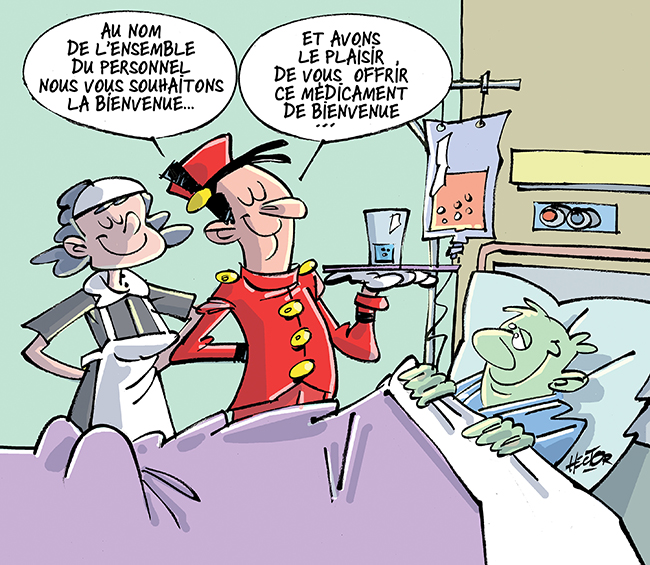 AU NOM
DE L'ENSEMBLE
DU PERSONNEL
NOUS VOUS SOUHAITONS
LA BIENVENUE...
ET AVONS
LE PLAISIR,
DE VOUS OFFRIR
CE MÉDICAMENT
DE BIENVENUE
...
HECTOR